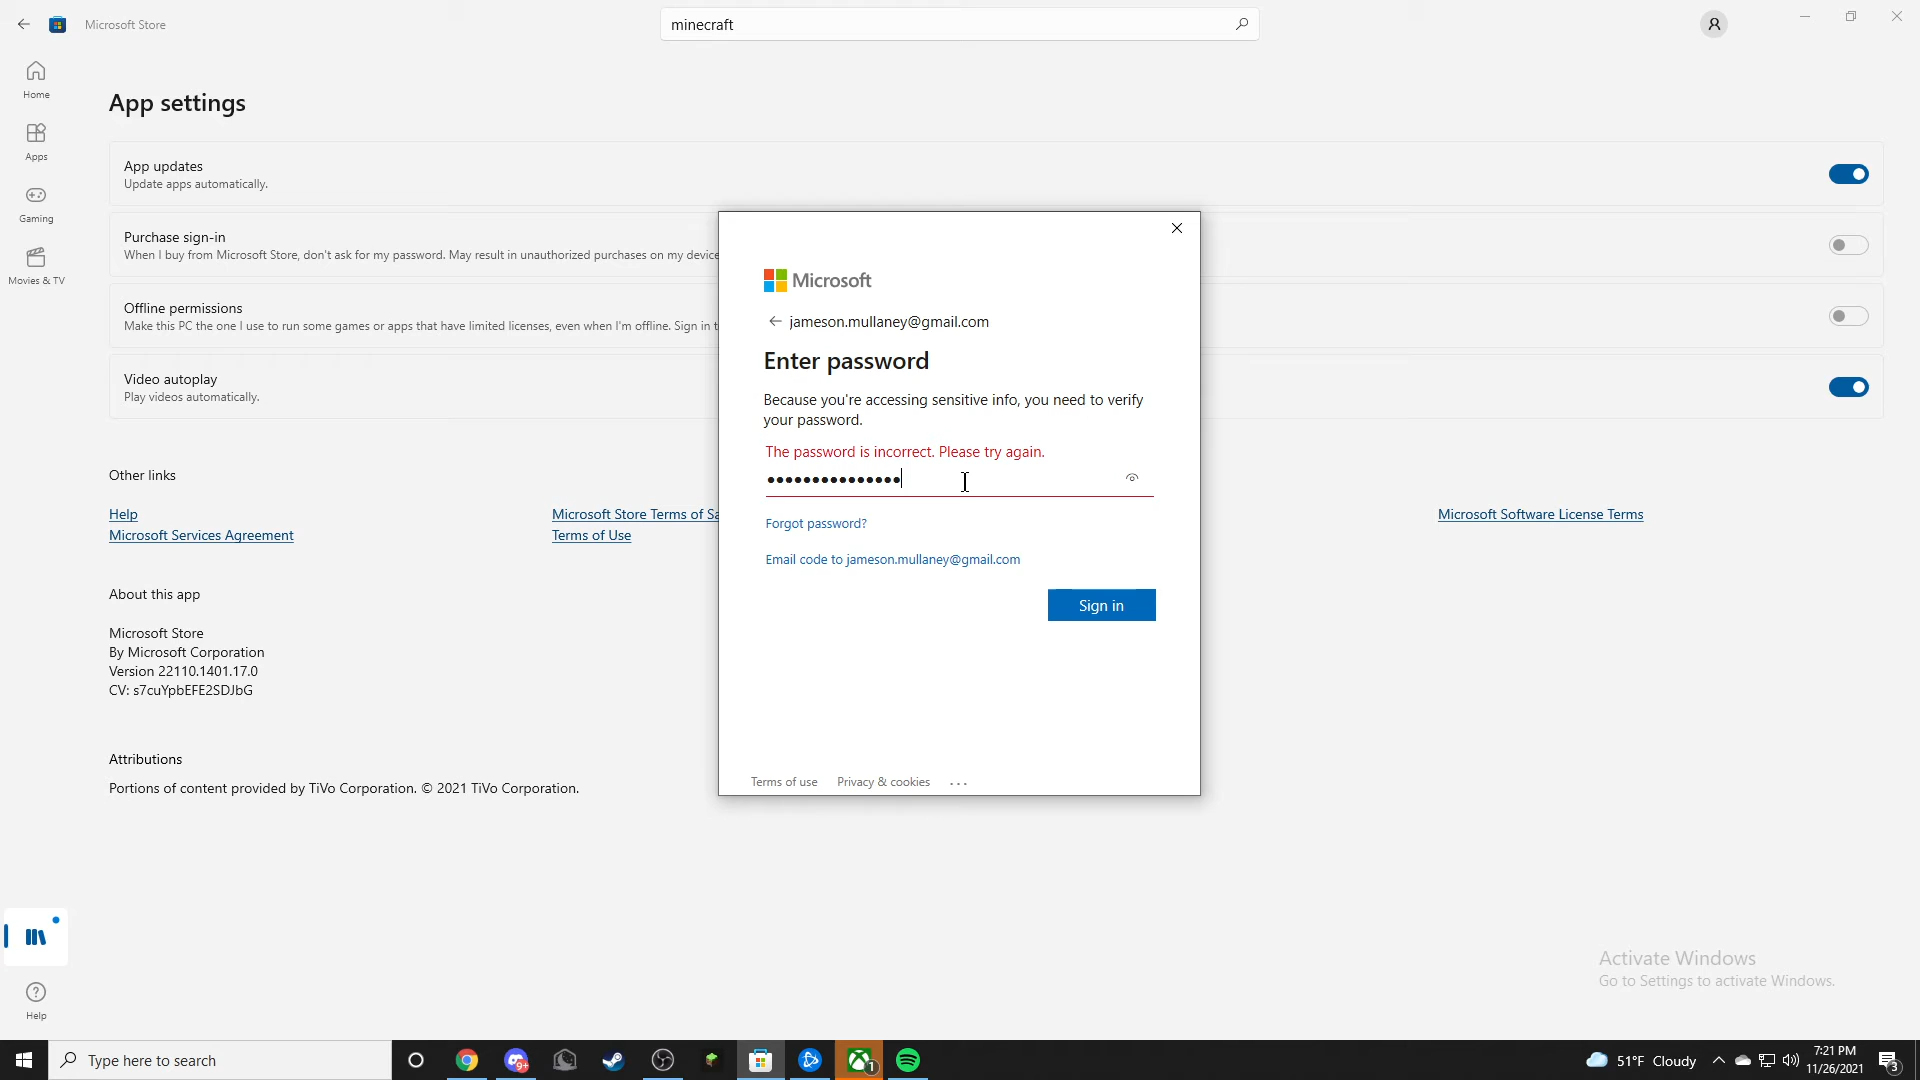 Microsoft Store
minecraft
Home
Apps
Gaming
Movies & TV
App settings
App updates
Update apps automatically.
Purchase sign-in
When I buy from Microsoft Store, don't ask for my password. May result in unauthorized purchases on my device
Offline permissions
Make this PC the one I use to run some games or apps that have limited licenses, even when I'm offline. Sign in t
Video autoplay
Play videos automatically.
Other links
Help
Microsoft Services Agreement
Microsoft Store Terms of Sa
Terms of Use
Microsoft Software License Terms
About this app
Microsoft Store
By Microsoft Corporation
Version 22110.1401.17.0
CV: s7cuYpbEFE2SDJbG
Attributions
Portions of content provided by TiVo Corporation. © 2021 TiVo Corporation.
Microsoft
jameson.mullaney@gmail.com
Enter password
Because you're accessing sensitive info, you need to verify
your password.
The password is incorrect. Please try again.
Forgot password?
Email code to jameson.mullaney@gmail.com
Sign in
Terms of use Privacy & cookies ...
Help
Activate Windows
Go to Settings to activate Windows.
Type here to search
9+
1
51°F Cloudy
7:21 PM
11/26/2021
3